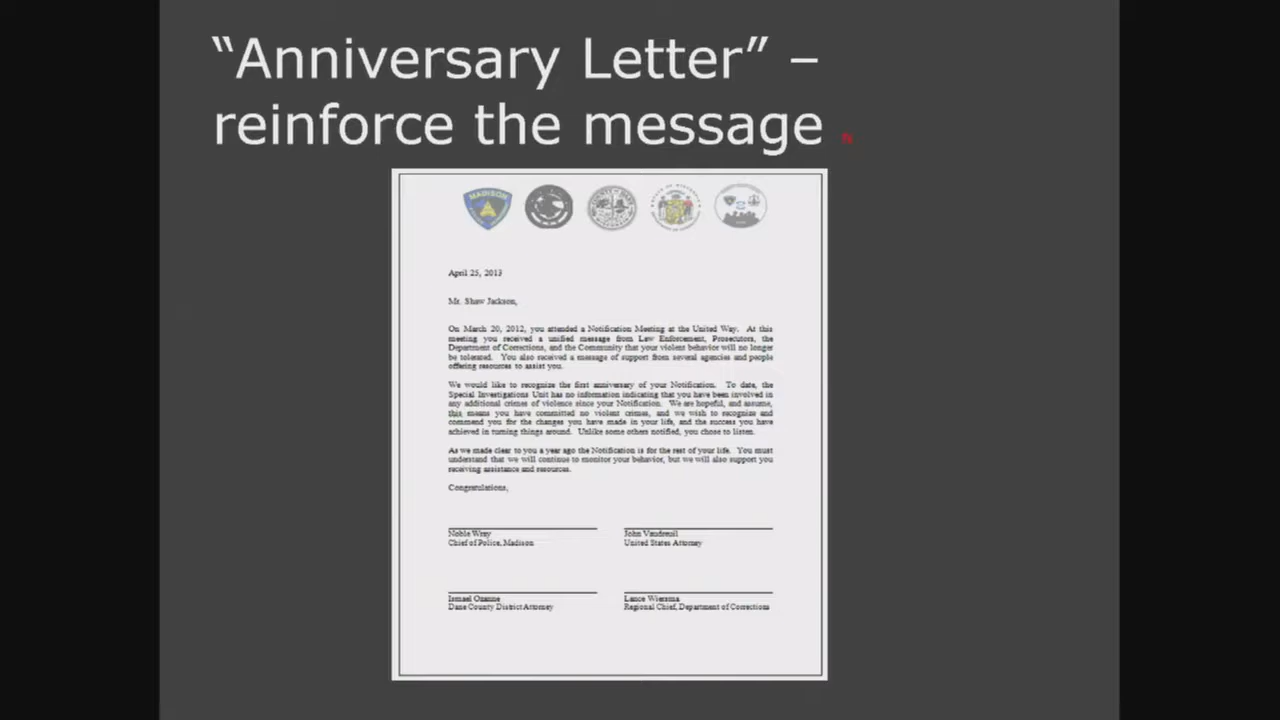 “Anniversary Letter” –
reinforce the message
MADISON
April 25, 2013
Mr. Shaw Jackson,
On March 20, 2012, you attended a Notification Meeting at the United Way. At this
meeting you received a unified message from Law Enforcement, Prosecutors, the
Department of Corrections, and the Community that your violent behavior will no longer
be tolerated. You also received a message of support from several agencies and people
offering resources to assist you.
We would like to recognize the first anniversary of your Notification. To date, the
Special Investigations Unit has no information indicating that you have been involved in
any additional crimes of violence since your Notification. We are hopeful, and assume,
this means you have committed no violent crimes, and we wish to recognize and
commend you for the changes you have made in your life, and the success you have
achieved in turning things around. Unlike some others notified, you chose to listen.
As we made clear to you a year ago the Notification is for the rest of your life. You must
understand that we will continue to monitor your behavior, but we will also support you
receiving assistance and resources.
Congratulations,
Noble Wray
John Vaudreuil
Chief of Police, Madison
United States Attorney
Ismael Ozanne
Lance Wiersma
Dane County District Attorney
Regional Chief, Department of Corrections